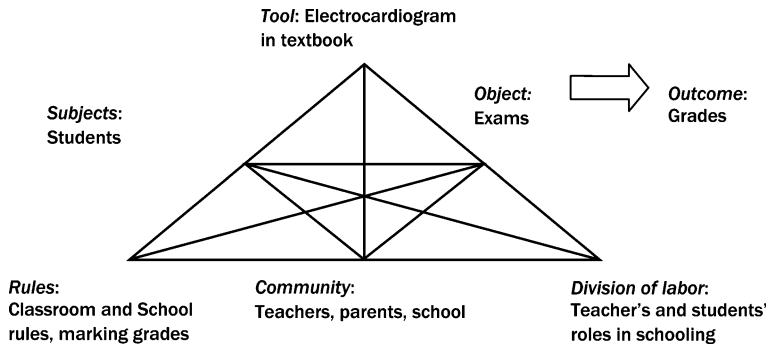 Tool: Electrocardiogram
in textbook
Subjects:
Students
Object:
Exams
Outcome:
Grades
Rules:
Classroom and School
rules, marking grades
Community:
Teachers, parents, school
Division of labor:
Teacher's and students'
roles in schooling